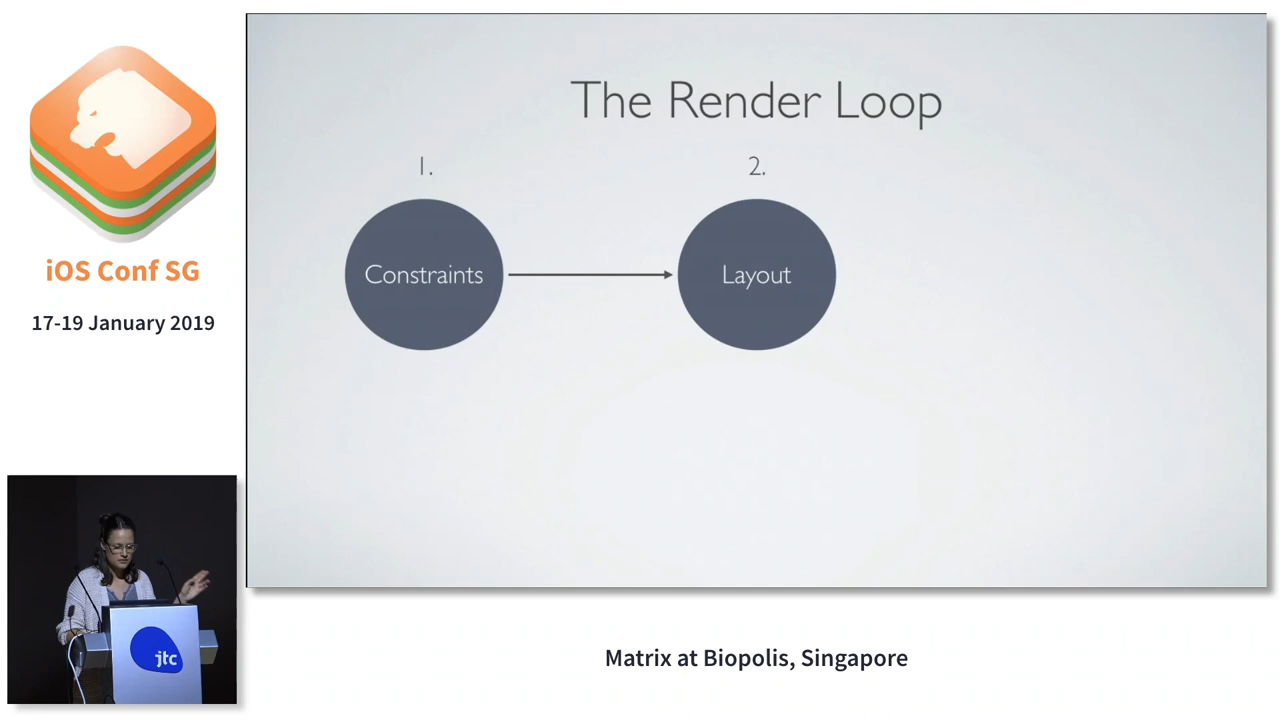 The Render Loop
1.
2.
Constraints
Layout
iOS Conf SG
17-19 January 2019
jtc
Matrix at Biopolis, Singapore